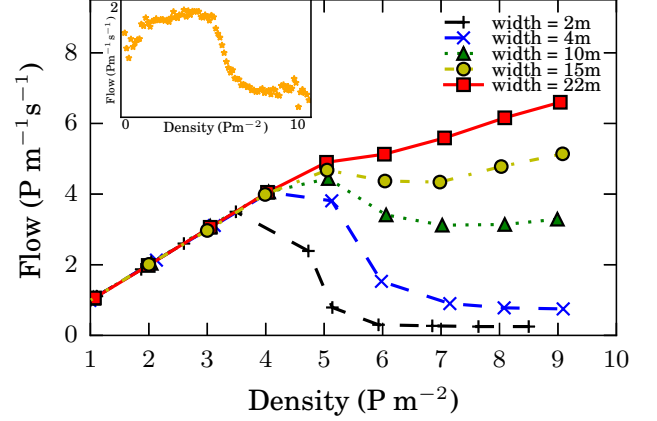 8
6
4
2
0
Flow (P m⁻¹s⁻¹)
1 2 3 4 5 6 7 8 9 10
Density (P m⁻²)
2
Flow (Pm⁻¹s⁻¹)
0 10
Density (Pm⁻²)
width = 2m
width = 4m
width = 10m
width = 15m
width = 22m